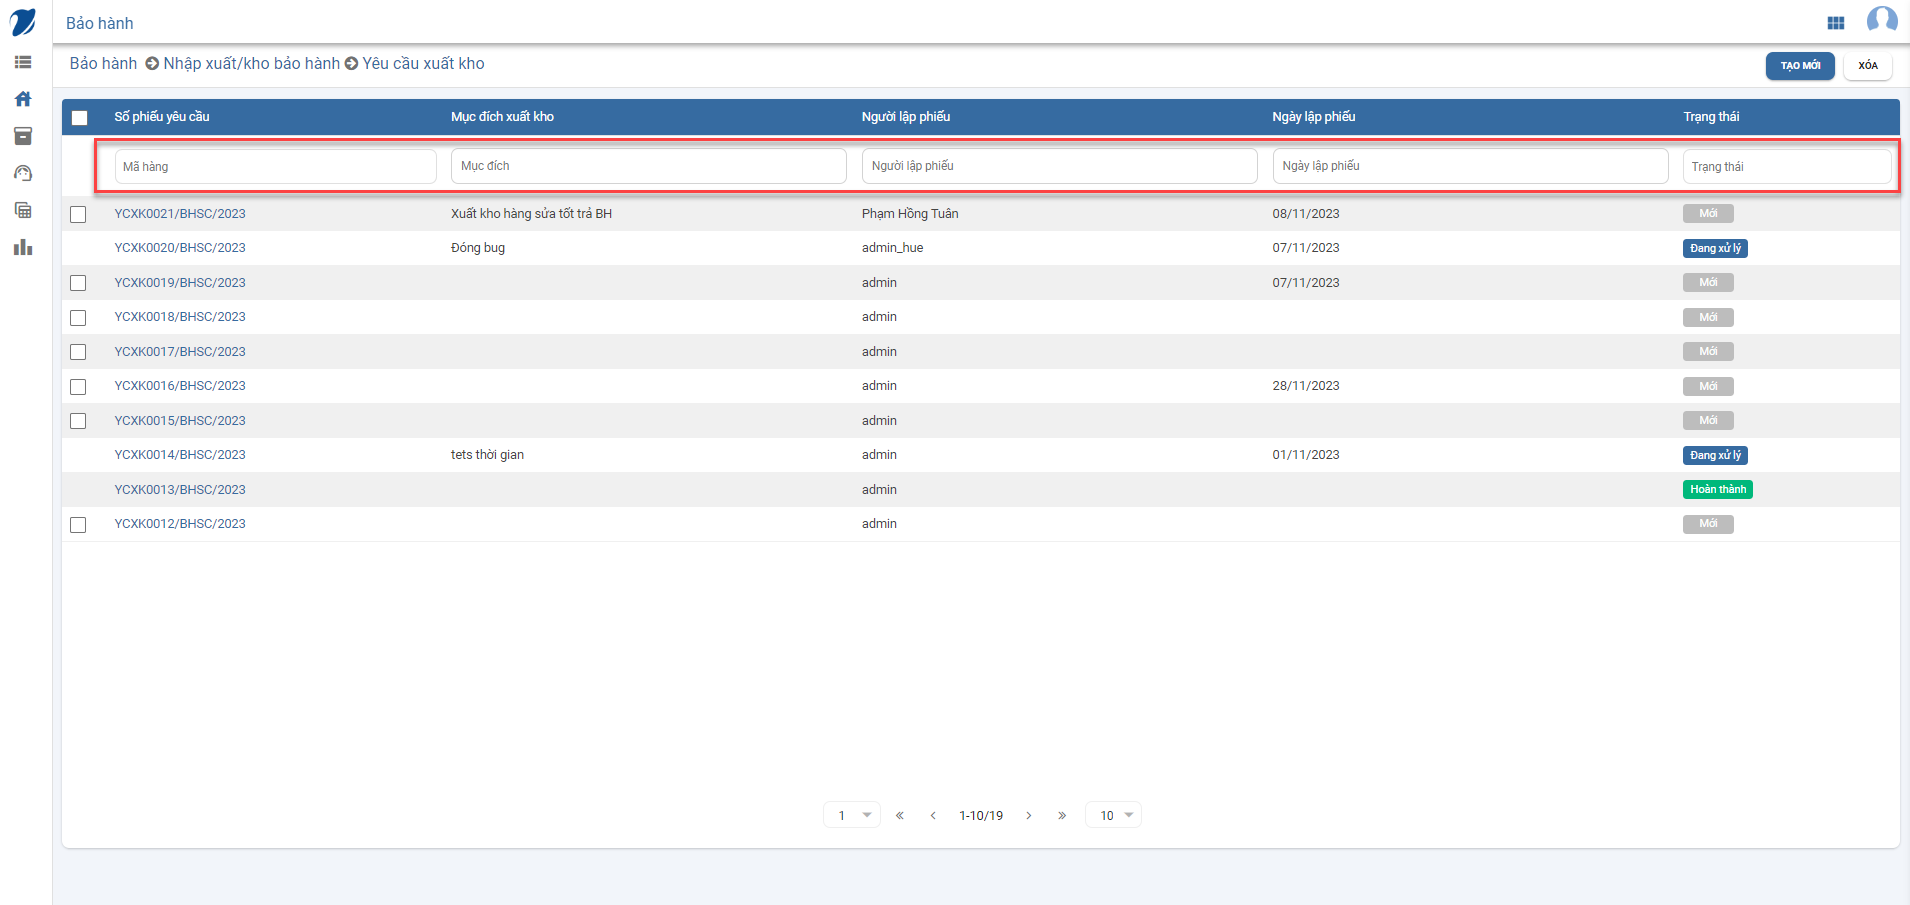 Bảo hành
Bảo hành Nhập xuất/kho bảo hành Yêu cầu xuất kho
TẠO MỚI XÓA
Số phiếu yêu cầu Mục đích xuất kho Người lập phiếu Ngày lập phiếu Trạng thái
Mã hàng Mục đích Người lập phiếu Ngày lập phiếu Trạng thái
YCXK0021/BHSC/2023 Xuất kho hàng sửa tốt trả BH Phạm Hồng Tuân 08/11/2023 Mới
YCXK0020/BHSC/2023 Đóng bug admin_hue 07/11/2023 Đang xử lý
YCXK0019/BHSC/2023 admin 07/11/2023 Mới
YCXK0018/BHSC/2023 admin Mới
YCXK0017/BHSC/2023 admin Mới
YCXK0016/BHSC/2023 admin 28/11/2023 Mới
YCXK0015/BHSC/2023 admin Mới
YCXK0014/BHSC/2023 tets thời gian admin 01/11/2023 Đang xử lý
YCXK0013/BHSC/2023 admin Hoàn thành
YCXK0012/BHSC/2023 admin Mới
1 « ‹ 1-10/19 › » 10